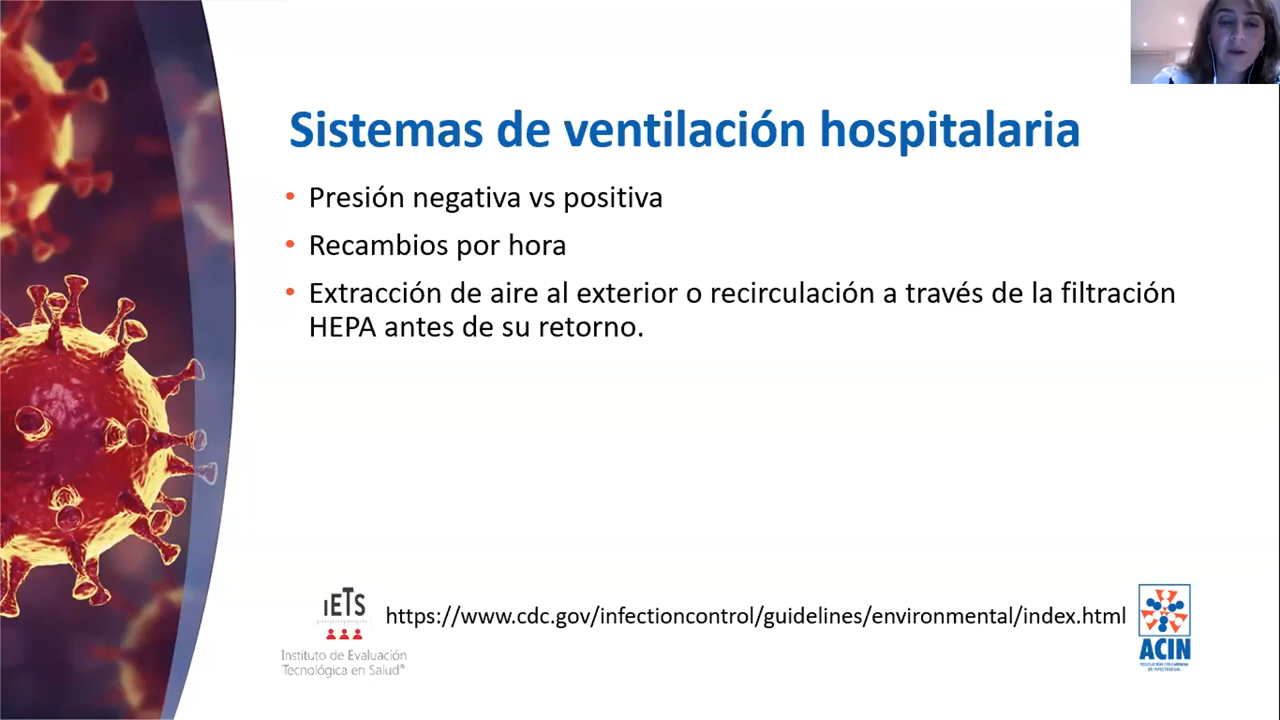 Sistemas de ventilación hospitalaria
• Presión negativa vs positiva
• Recambios por hora
• Extracción de aire al exterior o recirculación a través de la filtración
HEPA antes de su retorno.
iETS
https://www.cdc.gov/infectioncontrol/guidelines/environmental/index.html
Instituto de Evaluación
Tecnológica en Salud®
ACIN